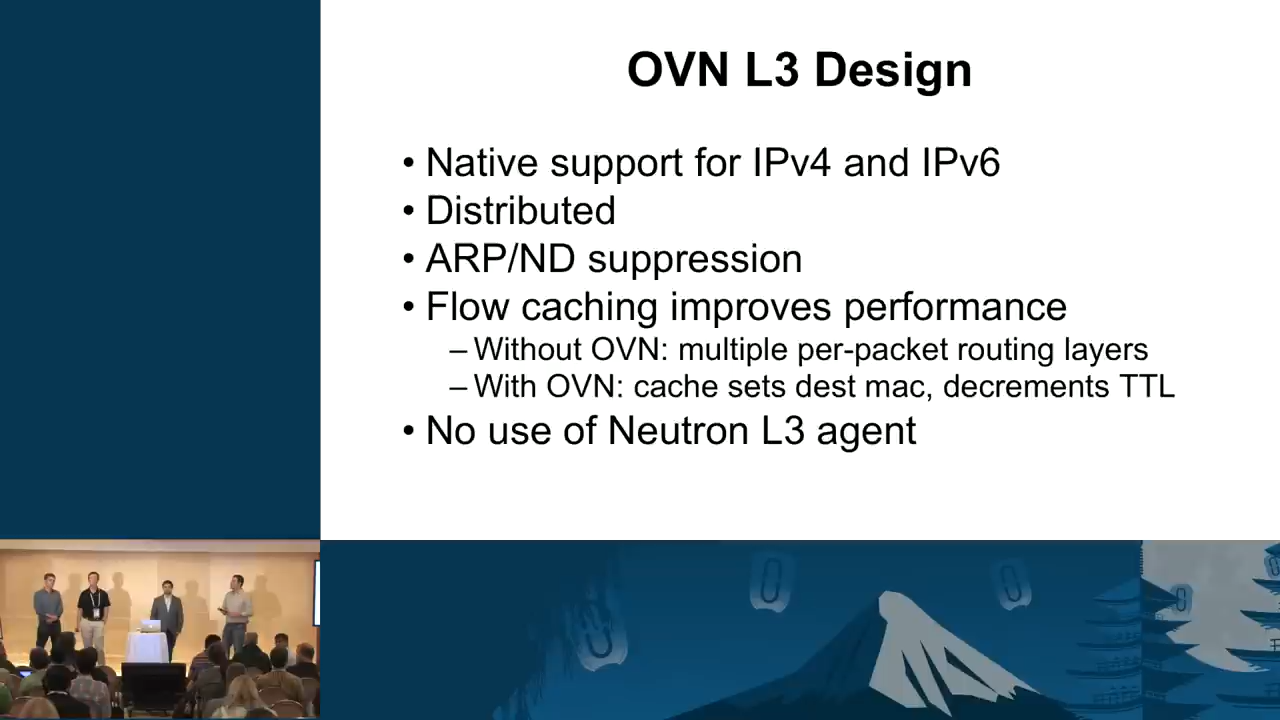 OVN L3 Design
• Native support for IPv4 and IPv6
• Distributed
• ARP/ND suppression
• Flow caching improves performance
– Without OVN: multiple per-packet routing layers
– With OVN: cache sets dest mac, decrements TTL
• No use of Neutron L3 agent